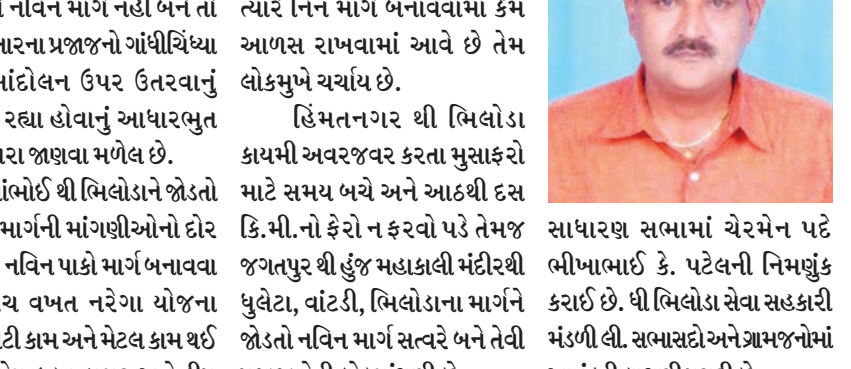 નવિન માર્ગ નહીં બને તો
પ્રજાજનો ગાંધીચિંધ્યા
ઉપર ઉતરવાનું
રહ્યા હોવાનું આધારભુત
જાણવા મળેલ છે.
થી ભિલોડાને જોડતો
માર્ગની માંગણીઓનો દોર
નવિન પાકો માર્ગ બનાવવા
વખત નરેગા યોજના
કામ અને મેટલ કામ થઈ
ત્યારે નિન માર્ગ બનાવવામાં કેમ
આળસ રાખવામાં આવે છે તેમ
લોકમુખે ચર્ચાય છે.
હિંમતનગર થી ભિલોડા
કાયમી અવરજવર કરતા મુસાફરો
માટે સમય બચે અને આઠથી દસ
કિ.મી.નો ફેરો ન ફરવો પડે તેમજ
જગતપુર થી હુંજ મહાકાલી મંદીરથી
ધુલેટા, વાંટડી, ભિલોડાના માર્ગને
જોડતો નવિન માર્ગ સત્વરે બને તેવી
સાધારણ સભામાં ચેરમેન પદે
ભીખાભાઈ કે. પટેલની નિમણુંક
કરાઈ છે. ધી ભિલોડા સેવા સહકારી
મંડળી લી. સભાસદો અને ગ્રામજનોમાં